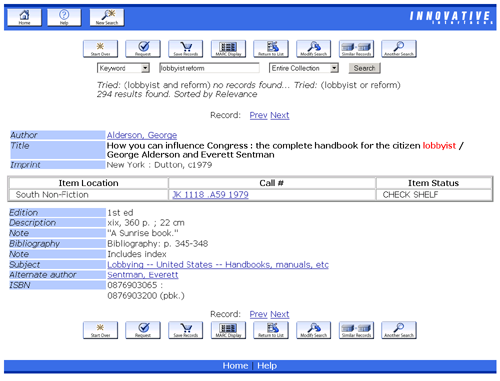 Home Help New Search
INNOVATIVE
interfaces
Start Over Request Save Records MARC Display Return to List Modify Search Similar Records Another Search
Keyword lobbyist reform Entire Collection Search
Tried: (lobbyist and reform) no records found... Tried: (lobbyist or reform)
294 results found. Sorted by Relevance
Record: Prev Next
Author Alderson, George
Title How you can influence Congress : the complete handbook for the citizen lobbyist /
George Alderson and Everett Sentman
Imprint New York : Dutton, c1979
Item Location Call # Item Status
South Non-Fiction JK 1118 .A59 1979 CHECK SHELF
Edition 1st ed
Description xix, 360 p. ; 22 cm
Note "A Sunrise book."
Bibliography Bibliography: p. 345-348
Note Includes index
Subject Lobbying -- United States -- Handbooks, manuals, etc
Alternate author Sentman, Everett
ISBN 0876903065 :
0876903200 (pbk.)
Record: Prev Next
Start Over Request Save Records MARC Display Return to List Modify Search Similar Records Another Search
Home | Help